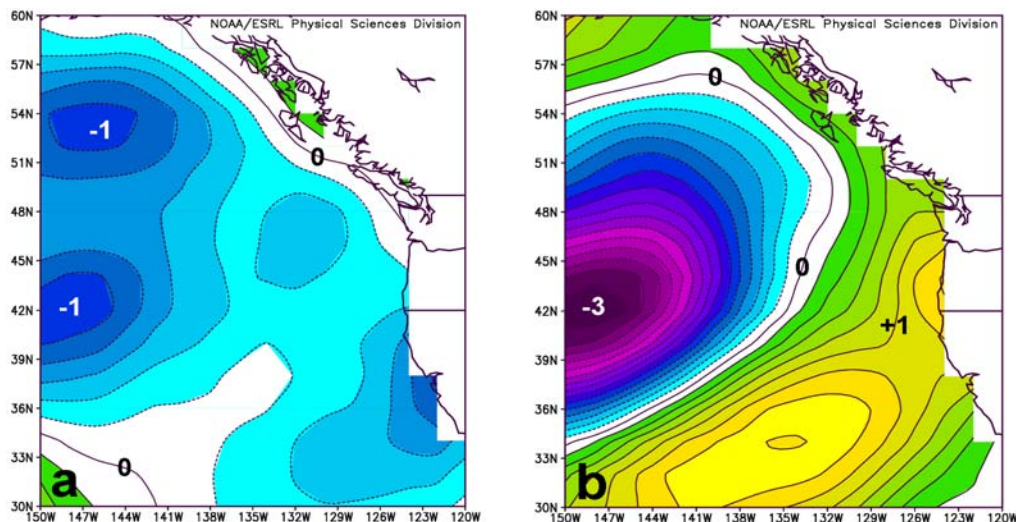 NOAA/ESRL Physical Sciences Division
60N
57N
54N
51N
48N
45N
42N
39N
36N
33N
30N
150W 147W 144W 141W 138W 135W 132W 129W 126W 123W 120W
-1
0
-1
0
a
NOAA/ESRL Physical Sciences Division
60N
57N
54N
51N
48N
45N
42N
39N
36N
33N
30N
150W 147W 144W 141W 138W 135W 132W 129W 126W 123W 120W
0
0
-3
+1
b